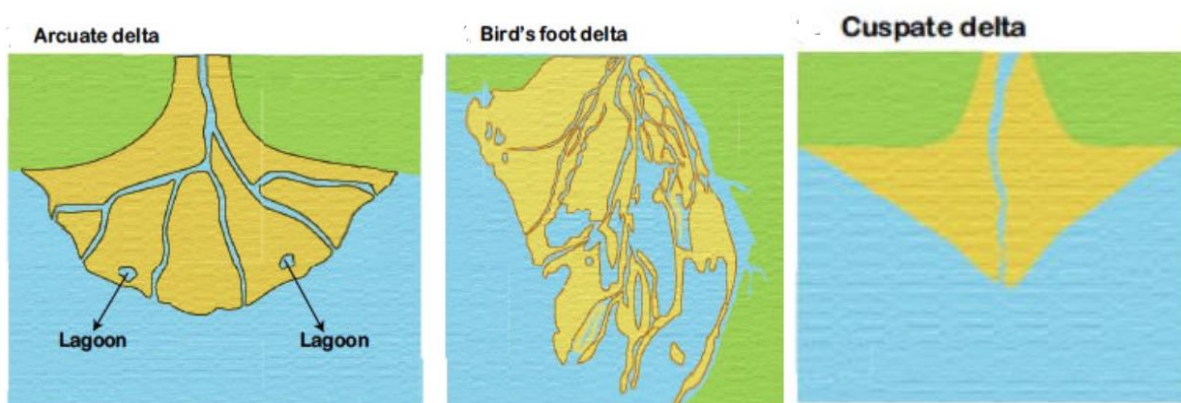 Arcuate delta
Bird's foot delta
Cuspate delta
Lagoon
Lagoon